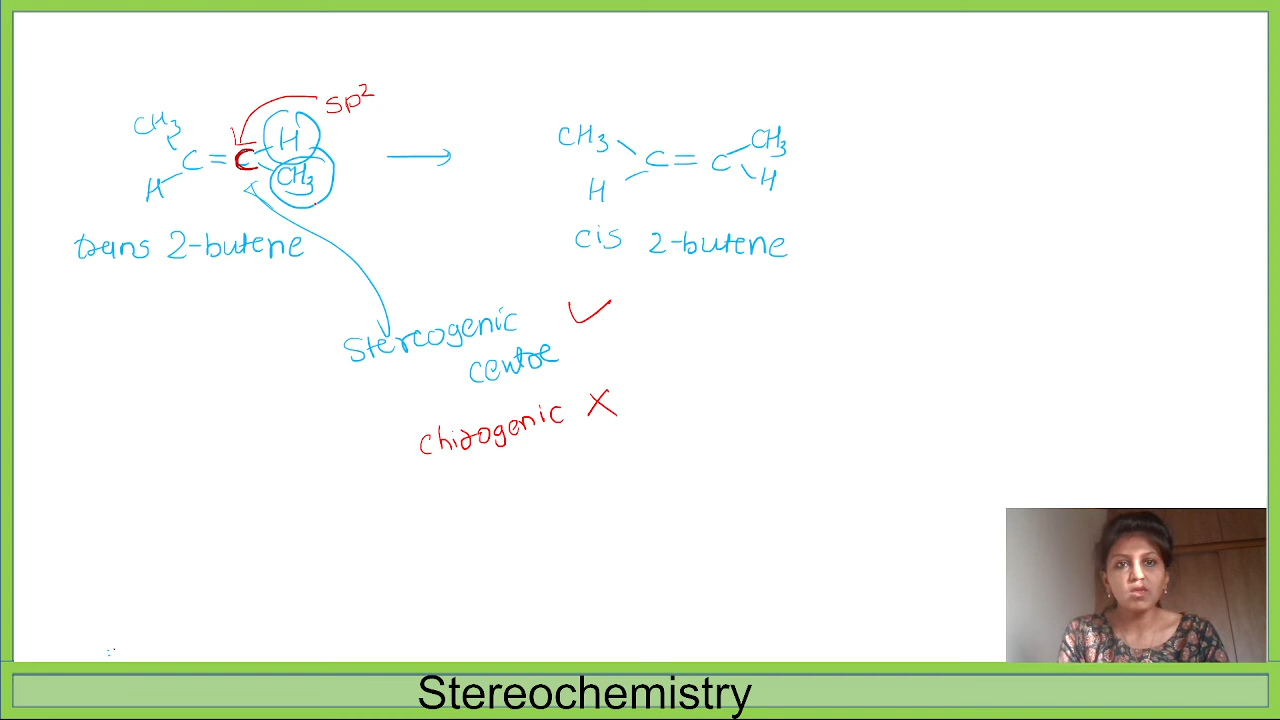 sp²
CH₃
H
C = C
H
CH₃
trans 2-butene
CH₃
CH₃
C = C
H
H
cis 2-butene
Stereogenic
centre
chirogenic X
Stereochemistry